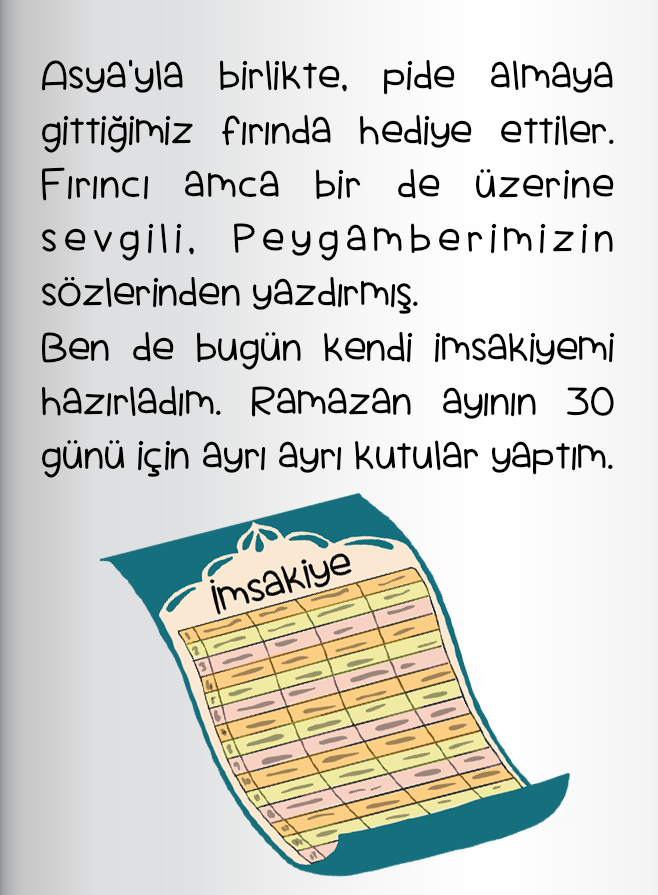 Asya'yla birlikte, pide almaya
gittiğimiz fırında hediye ettiler.
Fırıncı amca bir de üzerine
sevgili, Peygamberimizin
sözlerinden yazdırmış.
Ben de bugün kendi imsakiyemi
hazırladım. Ramazan ayının 30
günü için ayrı ayrı kutular yaptım.
İmsakiye